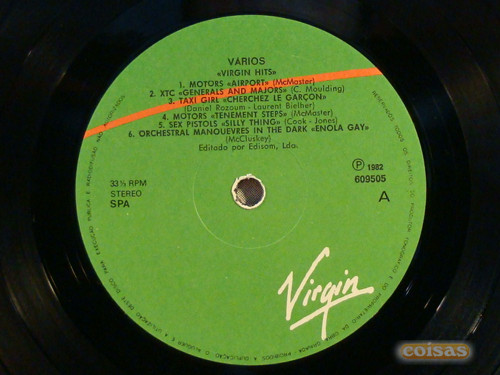 VARIOS
«VIRGIN HITS»
1. MOTORS «AIRPORT» (McMaster)
2. XTC «GENERALS AND MAJORS» (C. Moulding)
3. TAXI GIRL «CHERCHEZ LE GARÇON»
(Daniel Rozoum - Laurent Bielher)
4. MOTORS «TENEMENT STEPS» (McMaster)
5. SEX PISTOLS «SILLY THING» (Cook - Jones)
6. ORCHESTRAL MANOUEVRES IN THE DARK «ENOLA GAY»
(McCluskey)
Editado por Edisom, Lda.
33⅓ RPM
STEREO
SPA
Ⓟ 1982
609505
A
Virgin
coisas